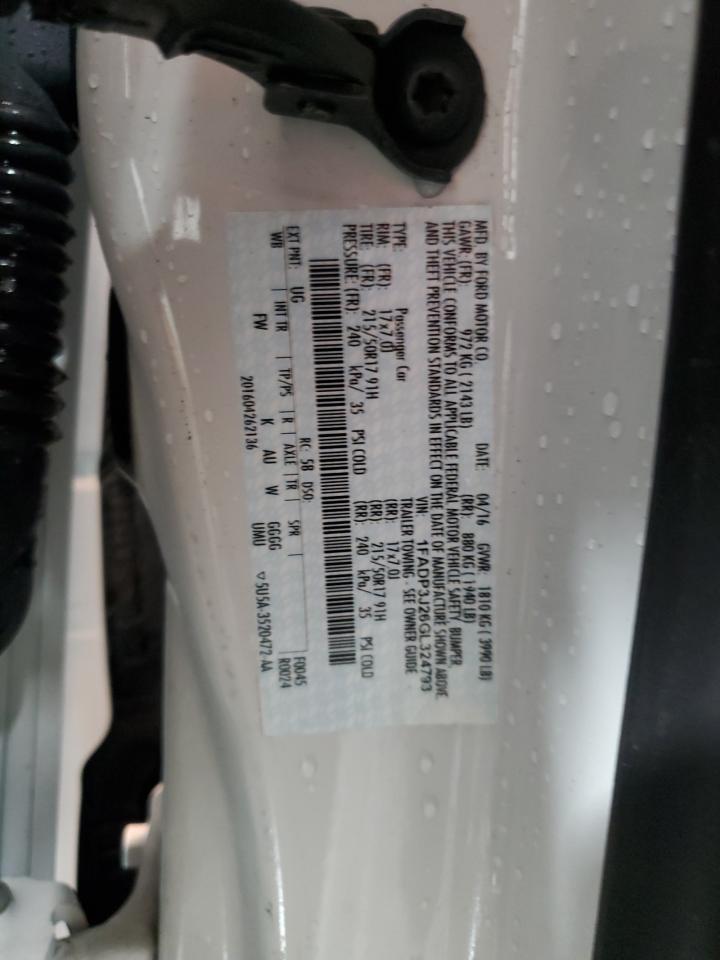 MFD. BY FORD MOTOR CO.
DATE: 04/16 GVWR: 1810 KG ( 3990 LB)
GAWR: (FR): 972 KG ( 2143 LB) (RR): 880 KG ( 1940 LB)
THIS VEHICLE CONFORMS TO ALL APPLICABLE FEDERAL MOTOR VEHICLE SAFETY, BUMPER,
AND THEFT PREVENTION STANDARDS IN EFFECT ON THE DATE OF MANUFACTURE SHOWN ABOVE.
VIN: 1FADP3J26GL324793
TYPE: Passenger Car TRAILER TOWING - SEE OWNER GUIDE
RIM: (FR): 17x7.0J (RR): 17x7.0J
TIRE: (FR): 215/50R17 91H (RR): 215/50R17 91H
PRESSURE: (FR): 240 kPa/ 35 PSI COLD (RR): 240 kPa/ 35 PSI COLD
EXT PNT: UG RC: 58 DSO: F0045
WB INT TR TP/PS R AXLE TR SPR R0024
FW K AU W GGGG
UMU
201604262136 ▽5U5A-3520472-AA